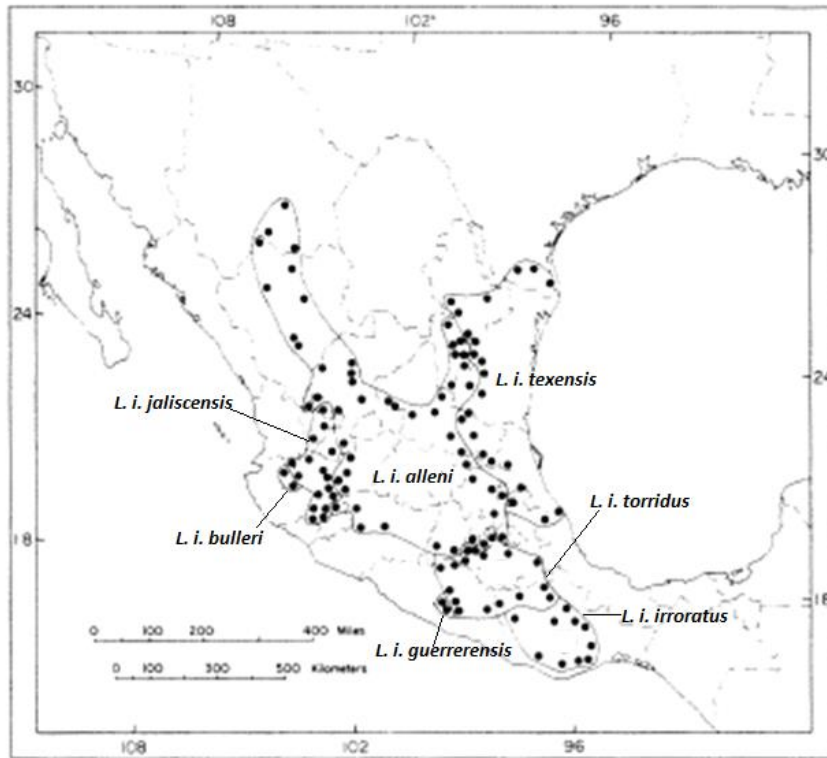 108 102° 96
30
30
24
24
L. i. texensis
L. i. jaliscensis
L. i. alleni
L. i. torridus
L. i. bulleri
18
18
L. i. irroratus
0 100 200 400 Miles
L. i. guerrerensis
0 100 300 500 Kilometers
108 102 96